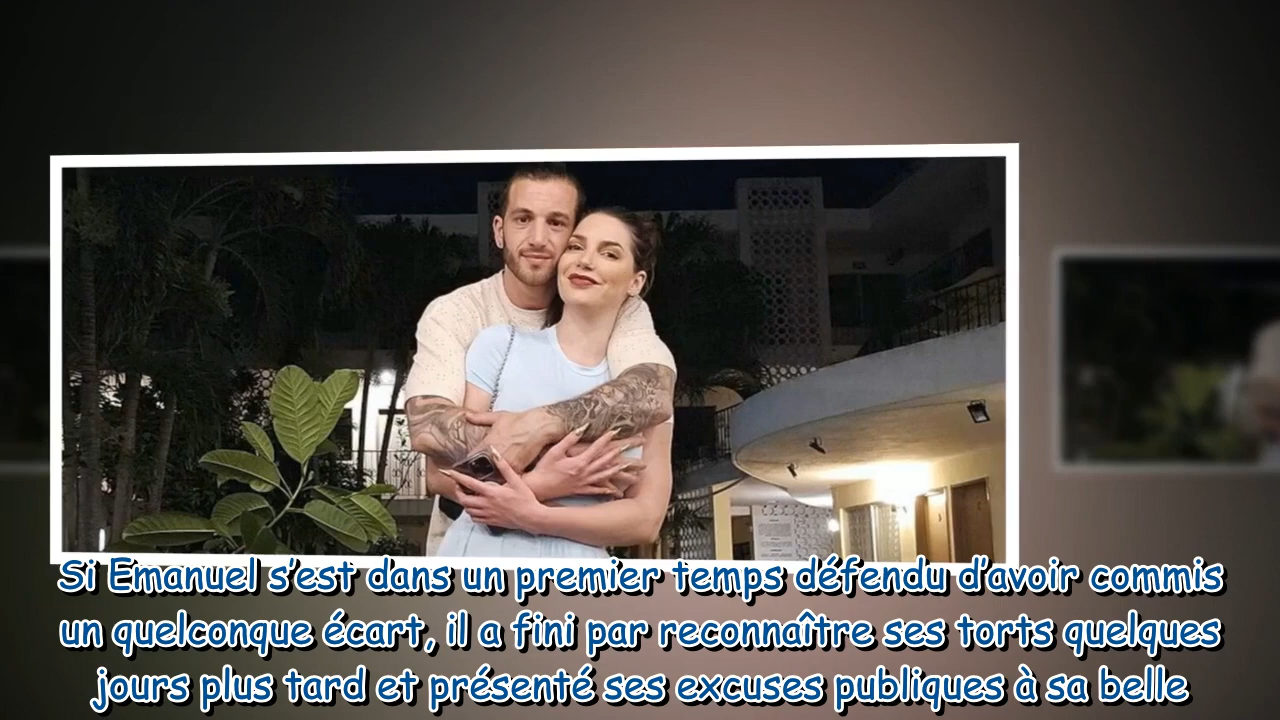 Si Emanuel s’est dans un premier temps défendu d’avoir commis
un quelconque écart, il a fini par reconnaître ses torts quelques
jours plus tard et présenté ses excuses publiques à sa belle